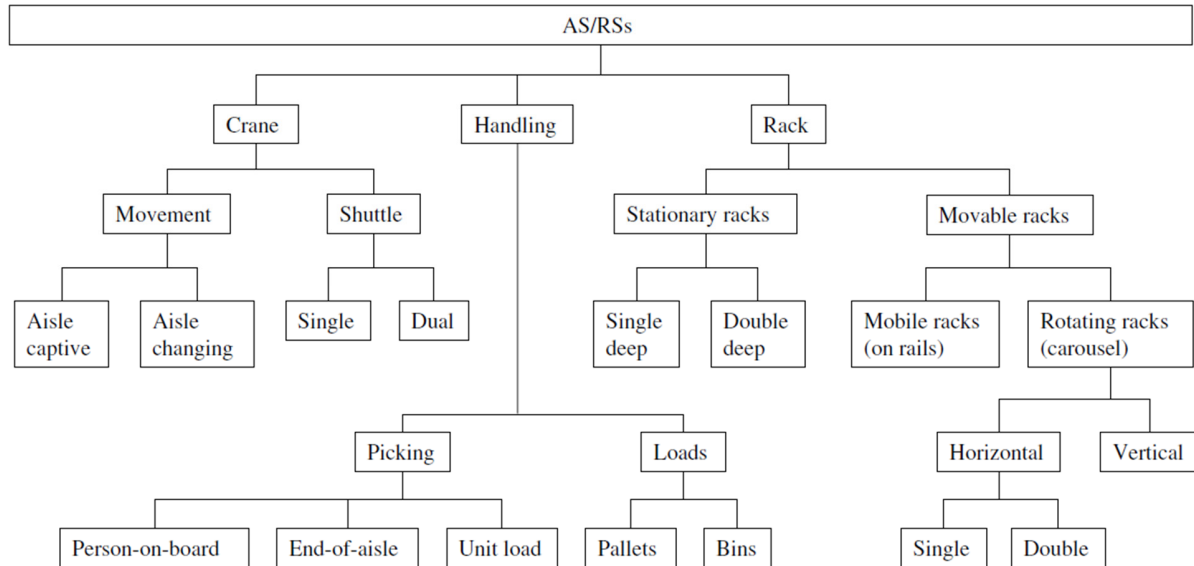 AS/RSs
Crane
Handling
Rack
Movement
Shuttle
Stationary racks
Movable racks
Aisle
captive
Aisle
changing
Single
Dual
Single
deep
Double
deep
Mobile racks
(on rails)
Rotating racks
(carousel)
Picking
Loads
Horizontal
Vertical
Person-on-board
End-of-aisle
Unit load
Pallets
Bins
Single
Double